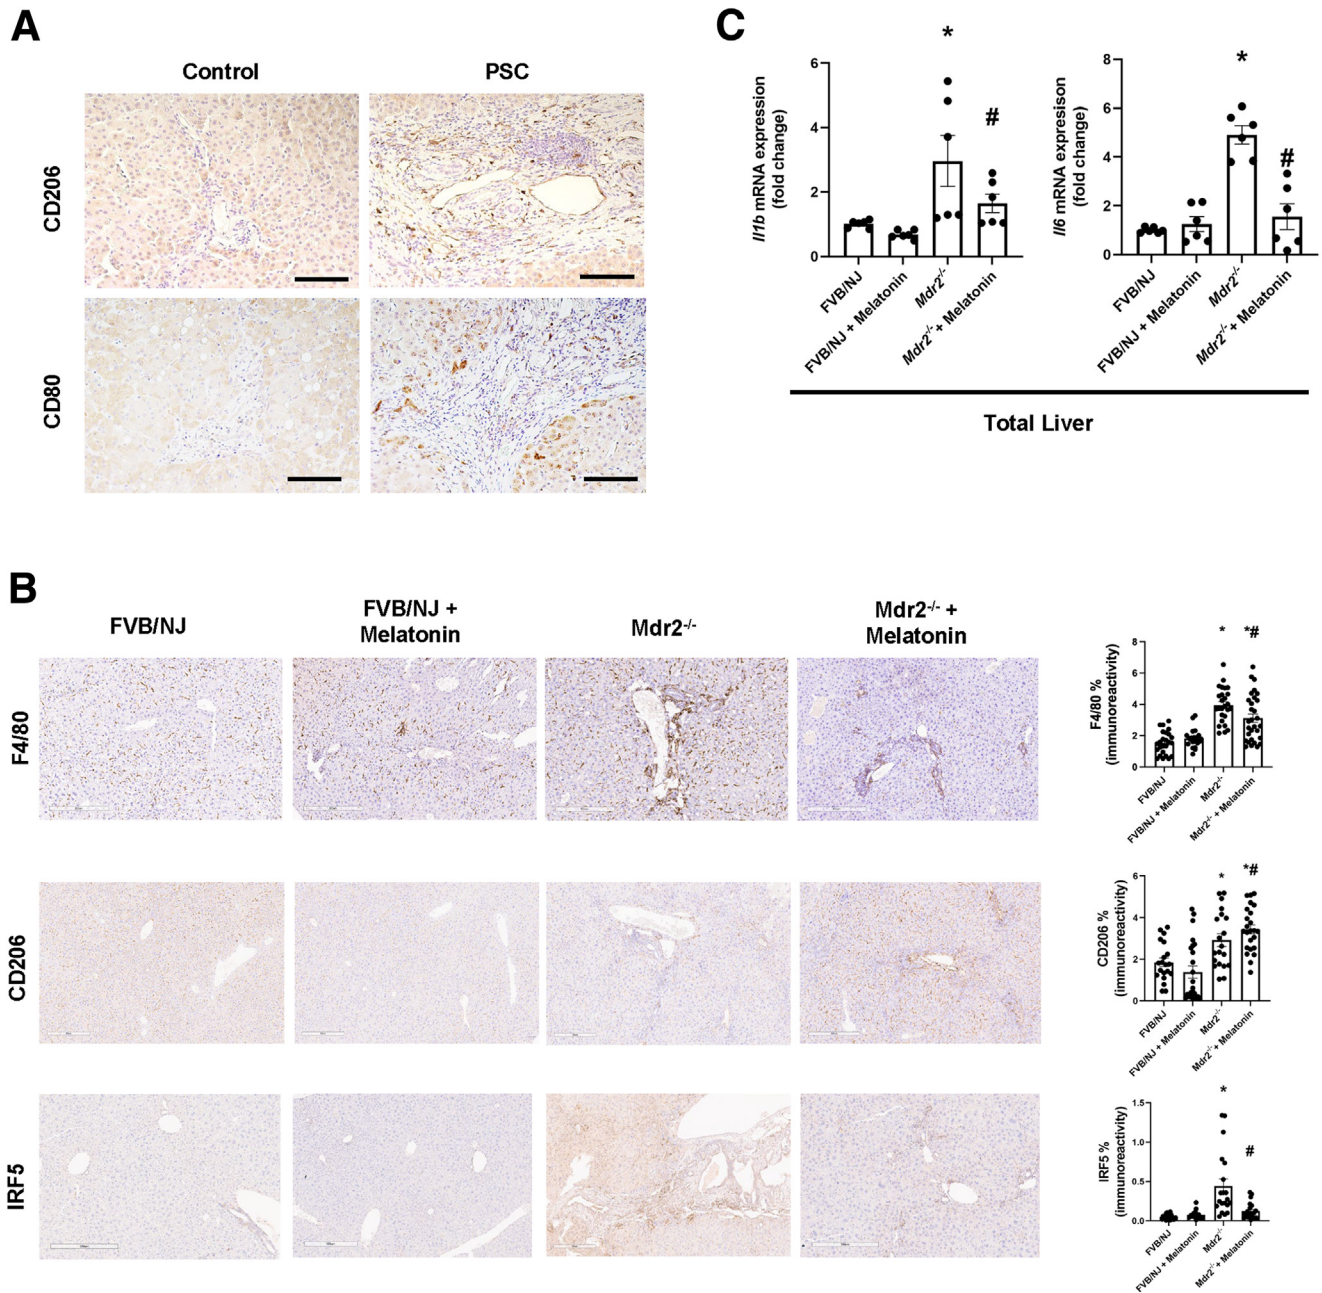 A
Control
PSC
CD206
CD80
C
Il1b mRNA expression
(fold change)
6
4
2
0
*
#
FVB/NJ
FVB/NJ + Melatonin
Mdr2-/-
Mdr2-/- + Melatonin
Il6 mRNA exprespison
(fold change)
8
6
4
2
0
*
#
FVB/NJ
FVB/NJ + Melatonin
Mdr2-/-
Mdr2-/- + Melatonin
Total Liver
B
FVB/NJ
FVB/NJ +
Melatonin
Mdr2-/-
Mdr2-/- +
Melatonin
F4/80
F4/80 %
(immunoreactivity)
8
6
4
2
0
*
*#
FVB/NJ
FVB/NJ + Melatonin
Mdr2-/-
Mdr2-/- + Melatonin
CD206
CD206 %
(immunoreactivity)
6
4
2
0
*
*#
FVB/NJ
FVB/NJ + Melatonin
Mdr2-/-
Mdr2-/- + Melatonin
IRF5
IRF5 %
(immunoreactivity)
1.5
1.0
0.5
0.0
*
#
FVB/NJ
FVB/NJ + Melatonin
Mdr2-/-
Mdr2-/- + Melatonin